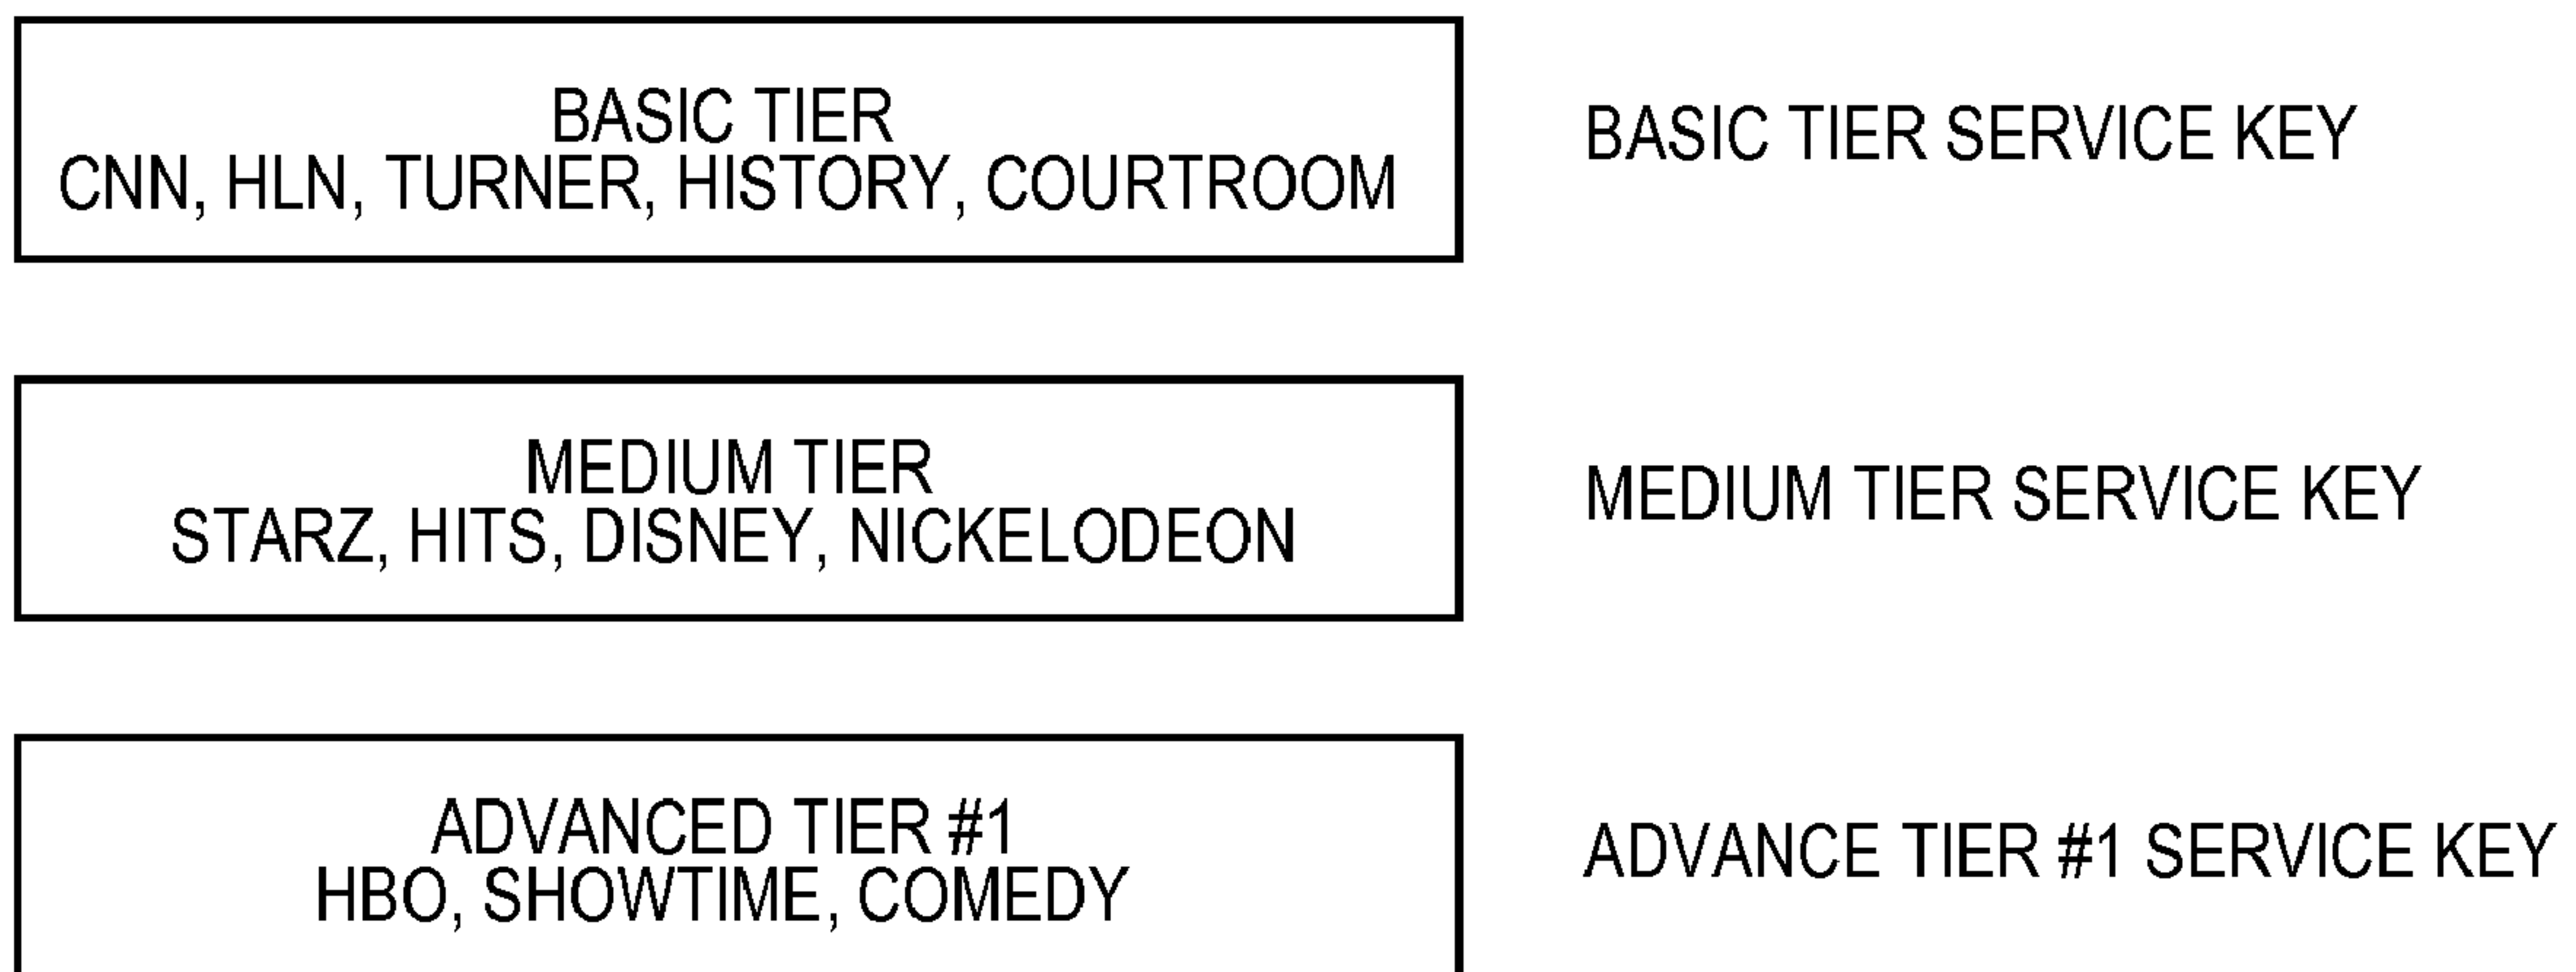 BASIC TIER
CNN, HLN, TURNER, HISTORY, COURTROOM
BASIC TIER SERVICE KEY
MEDIUM TIER
STARZ, HITS, DISNEY, NICKELODEON
MEDIUM TIER SERVICE KEY
ADVANCED TIER #1
HBO, SHOWTIME, COMEDY
ADVANCE TIER #1 SERVICE KEY